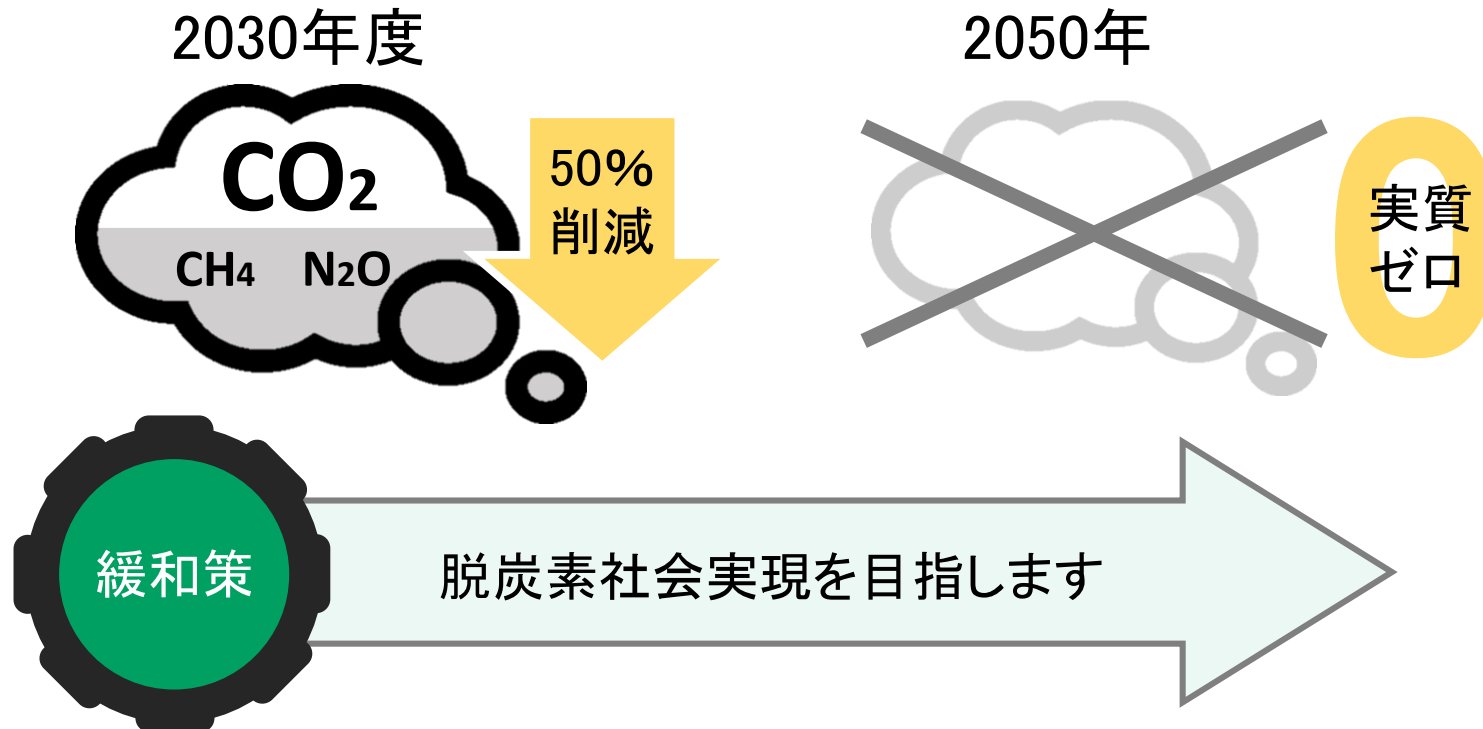 2030年度
2050年
CO₂
CH₄ N₂O
50%
削減
実質
ゼロ
緩和策
脱炭素社会実現を目指します